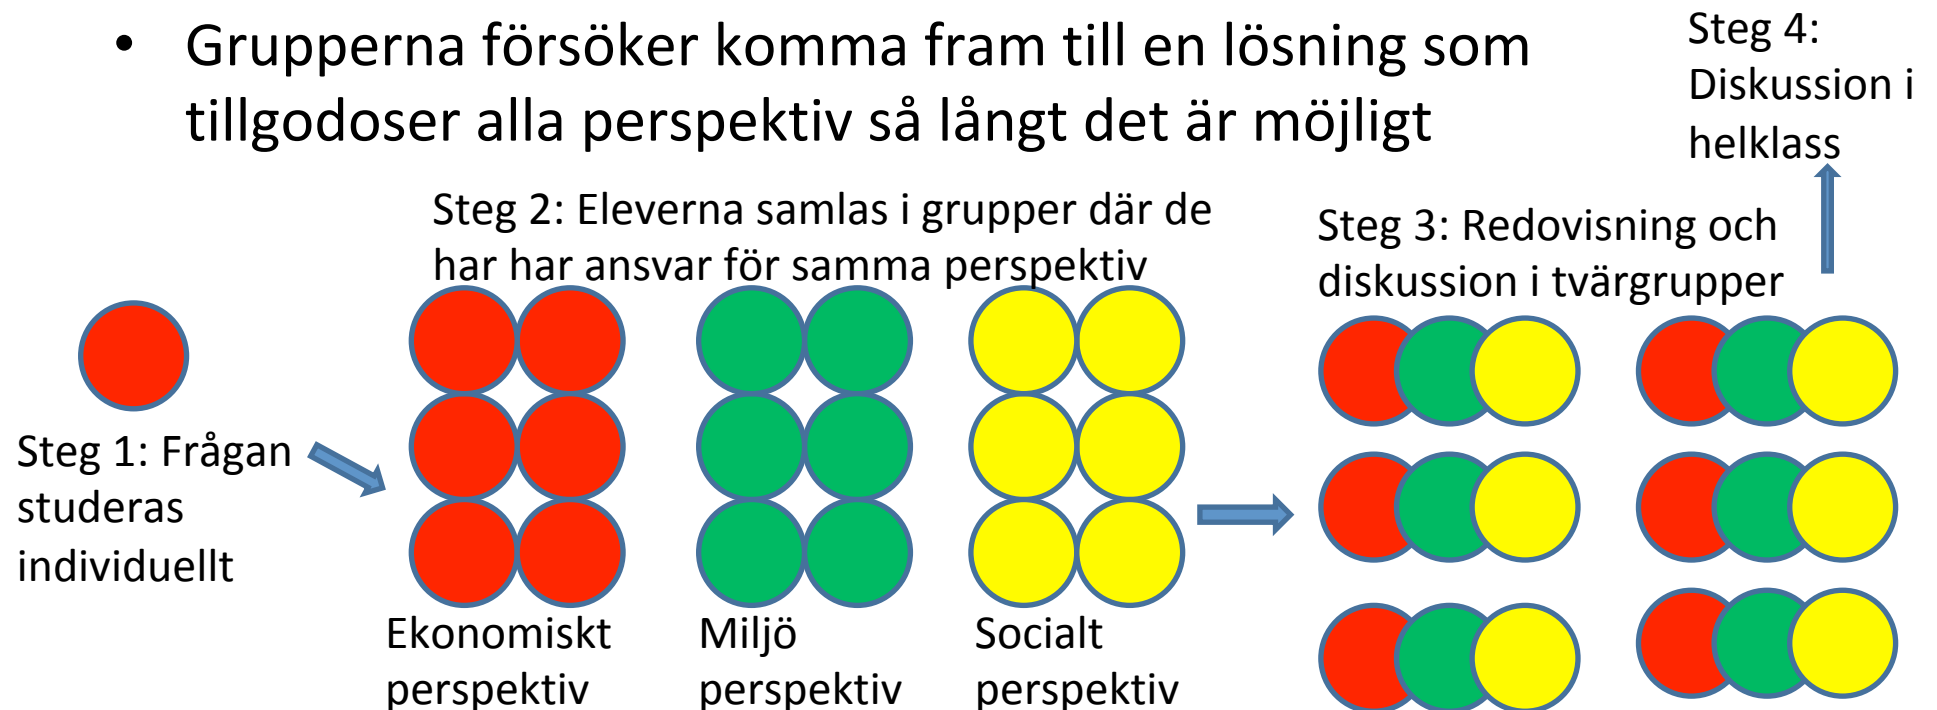 • Grupperna försöker komma fram till en lösning som
tillgodoser alla perspektiv så långt det är möjligt
Steg 4:
Diskussion i
helklass
Steg 2: Eleverna samlas i grupper där de
har har ansvar för samma perspektiv
Steg 3: Redovisning och
diskussion i tvärgrupper
Steg 1: Frågan
studeras
individuellt
Ekonomiskt
perspektiv
Miljö
perspektiv
Socialt
perspektiv